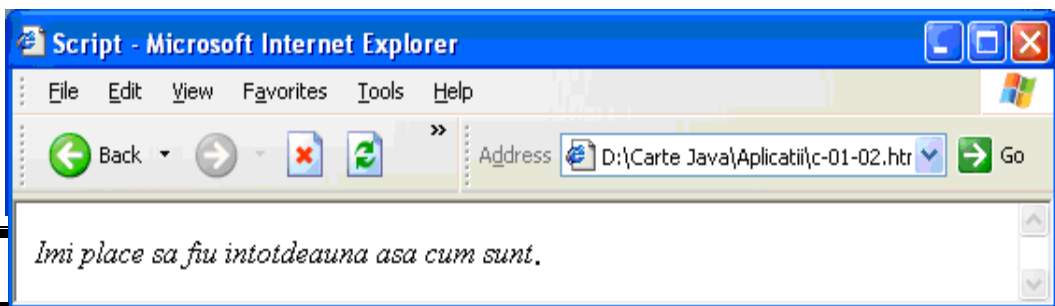 Script - Microsoft Internet Explorer
File Edit View Favorites Tools Help
Back » Address D:\Carte Java\Aplicatii\c-01-02.htr Go
Imi place sa fiu intotdeauna asa cum sunt.